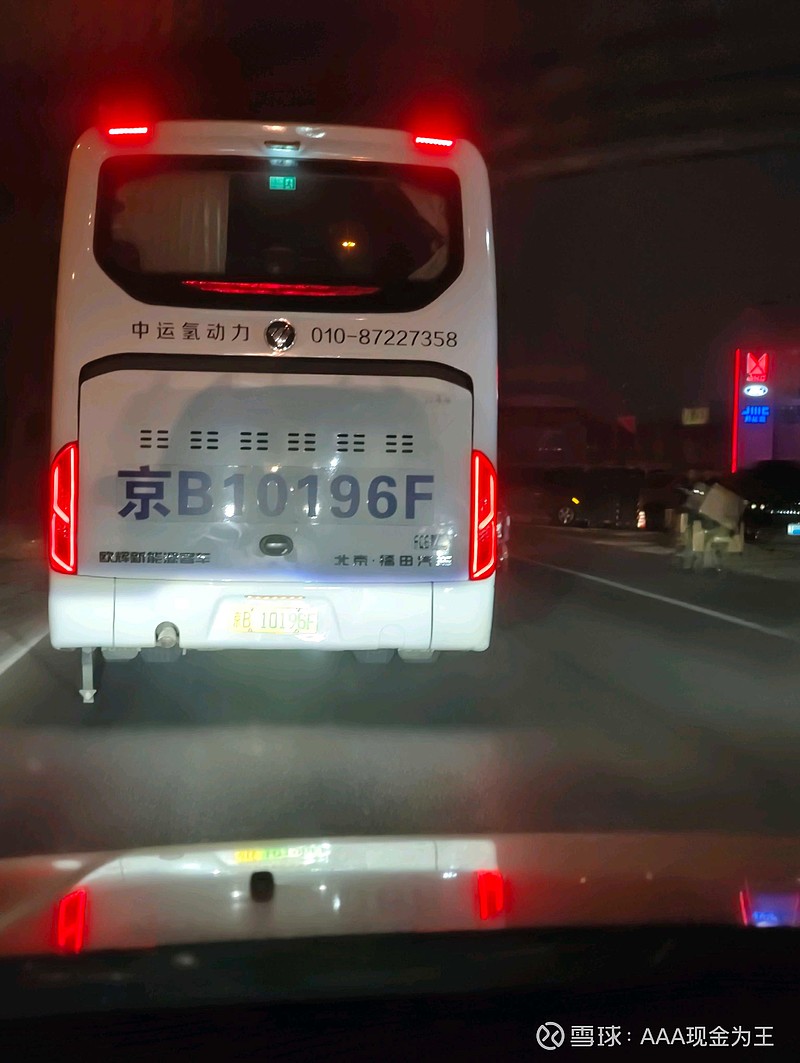 中运氢动力 010-87227358
京B10196F
欧辉新能源客车 北京·福田汽车
京B 10196F
JMC
雪球：AAA现金为王